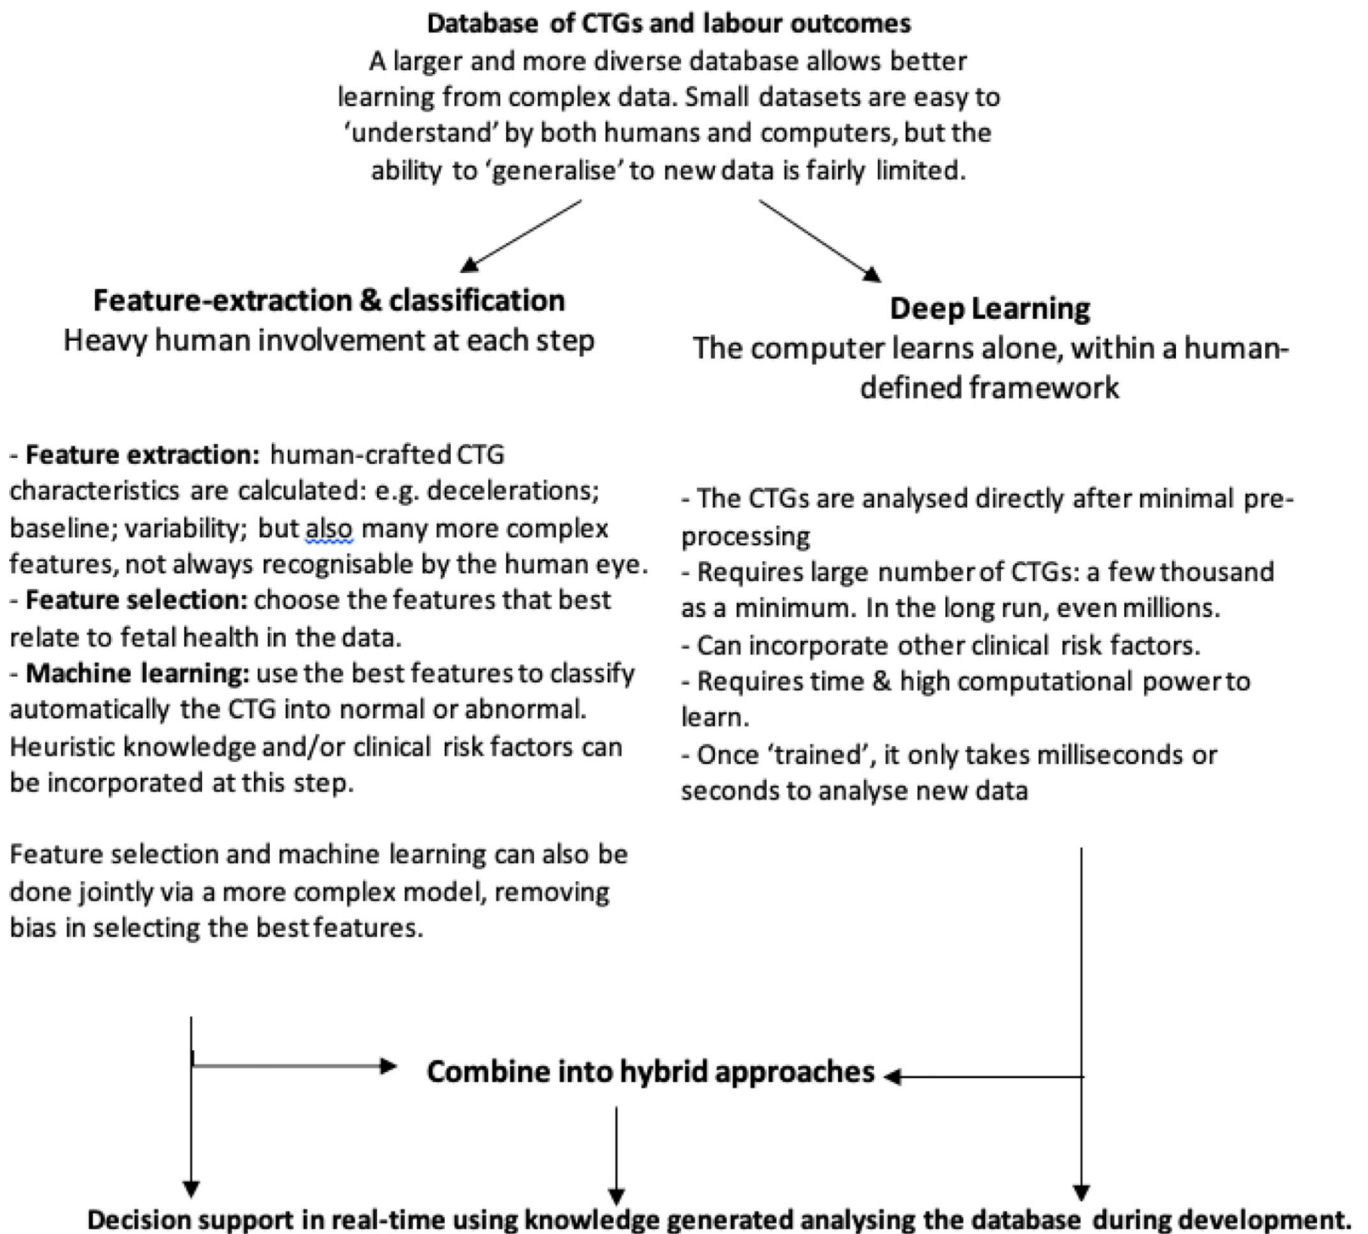 Database of CTGs and labour outcomes
A larger and more diverse database allows better
learning from complex data. Small datasets are easy to
‘understand’ by both humans and computers, but the
ability to ‘generalise’ to new data is fairly limited.
Feature-extraction & classification
Heavy human involvement at each step
- Feature extraction: human-crafted CTG
characteristics are calculated: e.g. decelerations;
baseline; variability; but also many more complex
features, not always recognisable by the human eye.
- Feature selection: choose the features that best
relate to fetal health in the data.
- Machine learning: use the best features to classify
automatically the CTG into normal or abnormal.
Heuristic knowledge and/or clinical risk factors can
be incorporated at this step.
Feature selection and machine learning can also be
done jointly via a more complex model, removing
bias in selecting the best features.
Deep Learning
The computer learns alone, within a human-
defined framework
- The CTGs are analysed directly after minimal pre-
processing
- Requires large number of CTGs: a few thousand
as a minimum. In the long run, even millions.
- Can incorporate other clinical risk factors.
- Requires time & high computational power to
learn.
- Once ‘trained’, it only takes milliseconds or
seconds to analyse new data
Combine into hybrid approaches
Decision support in real-time using knowledge generated analysing the database during development.